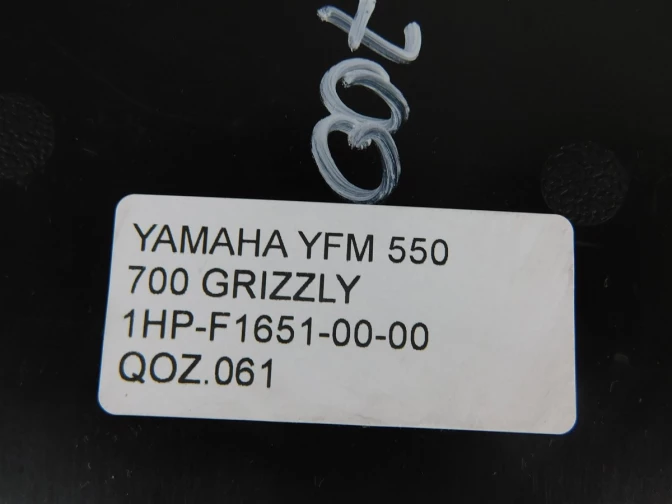 YAMAHA YFM 550
700 GRIZZLY
1HP-F1651-00-00
QOZ.061